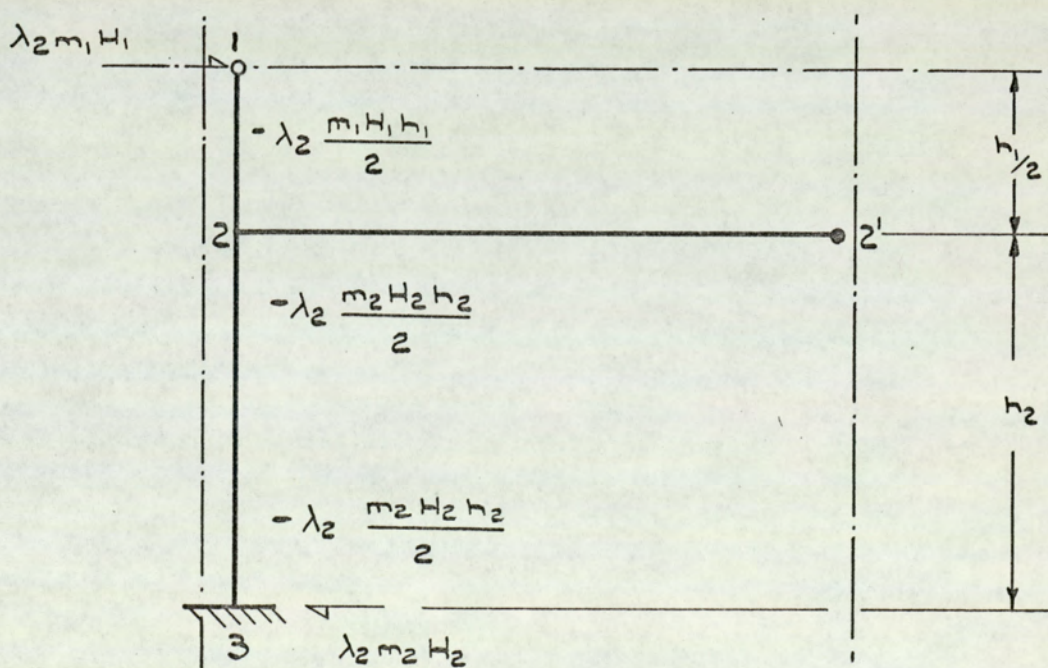 λ₂ m₁ H₁
1
- λ₂ m₁ H₁ h₁ / 2
h₁/2
2
2'
- λ₂ m₂ H₂ h₂ / 2
h₂
- λ₂ m₂ H₂ h₂ / 2
3
λ₂ m₂ H₂